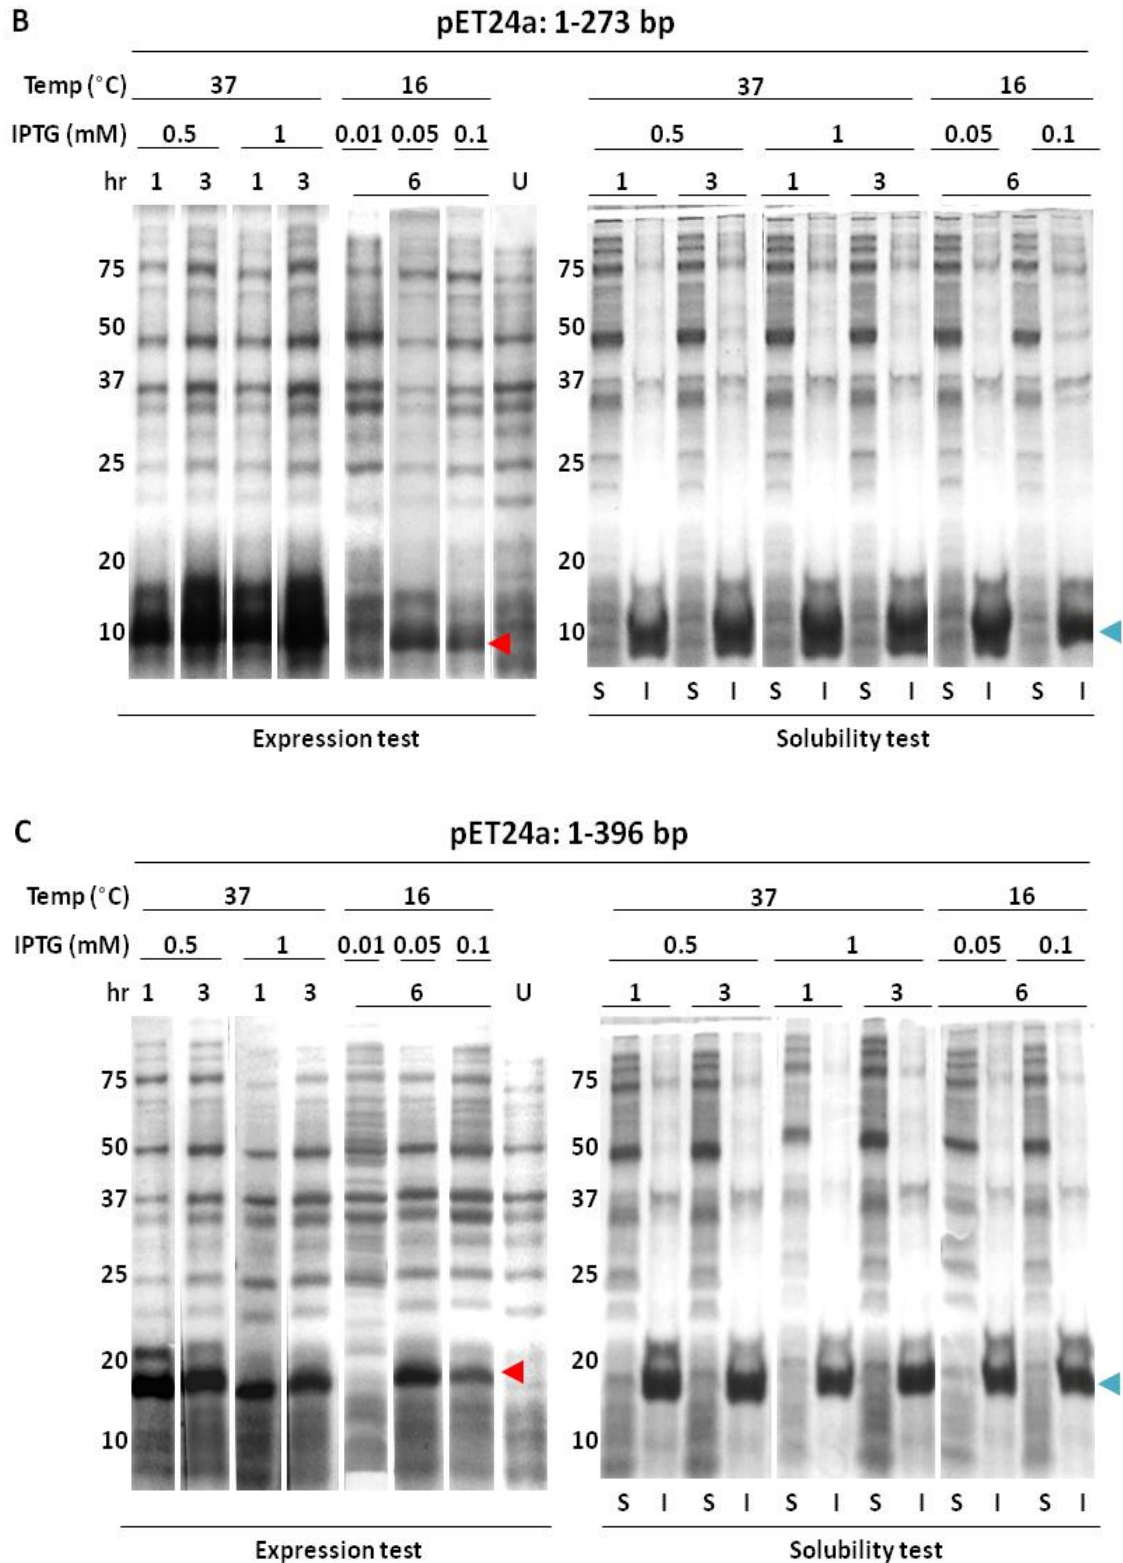 B
pET24a: 1-273 bp
Temp (°C) 37 16 37 16
IPTG (mM) 0.5 1 0.01 0.05 0.1 0.5 1 0.05 0.1
hr 1 3 1 3 6 U 1 3 1 3 6
75 75
50 50
37 37
25 25
20 20
10 10
S I S I S I S I S I S I
Expression test Solubility test
C
pET24a: 1-396 bp
Temp (°C) 37 16 37 16
IPTG (mM) 0.5 1 0.01 0.05 0.1 0.5 1 0.05 0.1
hr 1 3 1 3 6 U 1 3 1 3 6
75 75
50 50
37 37
25 25
20 20
10 10
S I S I S I S I S I S I
Expression test Solubility test